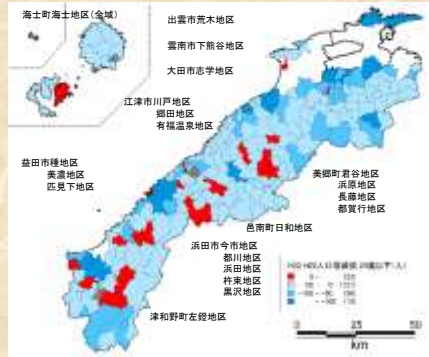 海士町海士地区(全域)
出雲市荒木地区
雲南市下熊谷地区
大田市志学地区
江津市川戸地区
郷田地区
有福温泉地区
益田市種地区
美濃地区
匹見下地区
美郷町君谷地区
浜原地区
長藤地区
都賀行地区
邑南町日和地区
浜田市今市地区
都川地区
浜田地区
杵束地区
黒沢地区
津和野町左鐙地区
0 25 50
km